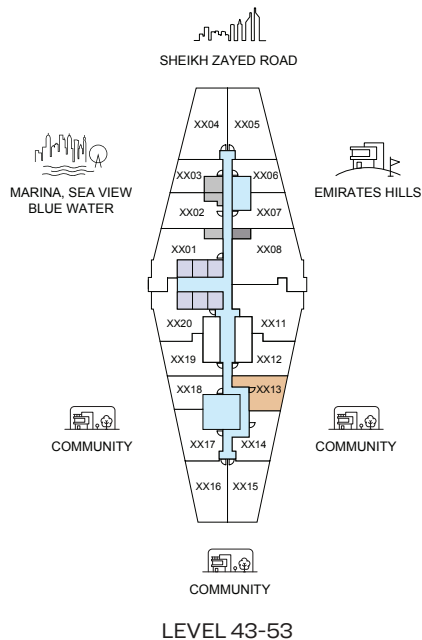 SHEIKH ZAYED ROAD
MARINA, SEA VIEW
BLUE WATER
EMIRATES HILLS
XX04 XX05
XX03 XX06
XX02 XX07
XX01 XX08
XX20 XX11
XX19 XX12
XX18 XX13
XX17 XX14
XX16 XX15
COMMUNITY
COMMUNITY
COMMUNITY
LEVEL 43-53